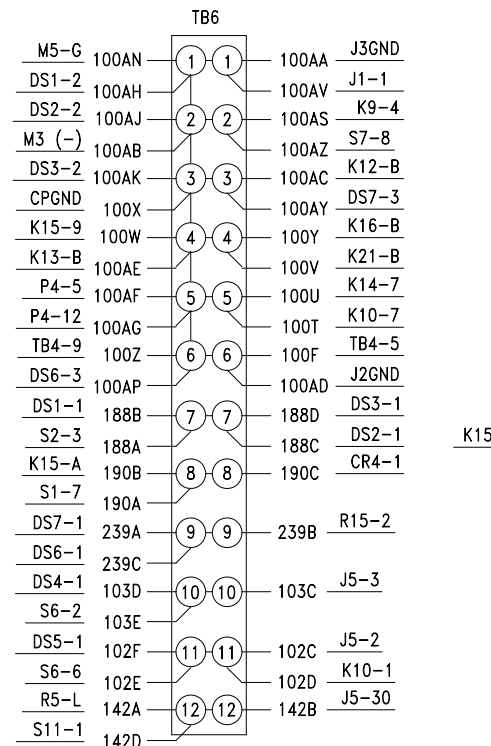 TB6
M5-G 100AN 1 1 100AA J3GND
DS1-2 100AH 100AV J1-1
DS2-2 100AJ 2 2 100AS K9-4
M3 (-) 100AB 100AZ S7-8
DS3-2 100AK 3 3 100AC K12-B
CPGND 100X 100AY DS7-3
K15-9 100W 4 4 100Y K16-B
K13-B 100AE 100V K21-B
P4-5 100AF 5 5 100U K14-7
P4-12 100AG 100T K10-7
TB4-9 100Z 6 6 100F TB4-5
DS6-3 100AP 100AD J2GND
DS1-1 188B 7 7 188D DS3-1
S2-3 188A 188C DS2-1 K15
K15-A 190B 8 8 190C CR4-1
S1-7 190A
DS7-1 239A 9 9 239B R15-2
DS6-1 239C
DS4-1 103D 10 10 103C J5-3
S6-2 103E
DS5-1 102F 11 11 102C J5-2
S6-6 102E 102D K10-1
R5-L 142A 12 12 142B J5-30
S11-1 142D